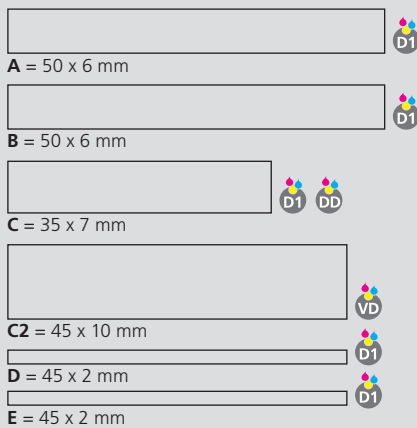 D1
A = 50 x 6 mm
D1
B = 50 x 6 mm
D1 DD
C = 35 x 7 mm
VD
C2 = 45 x 10 mm
D1
D = 45 x 2 mm
D1
E = 45 x 2 mm